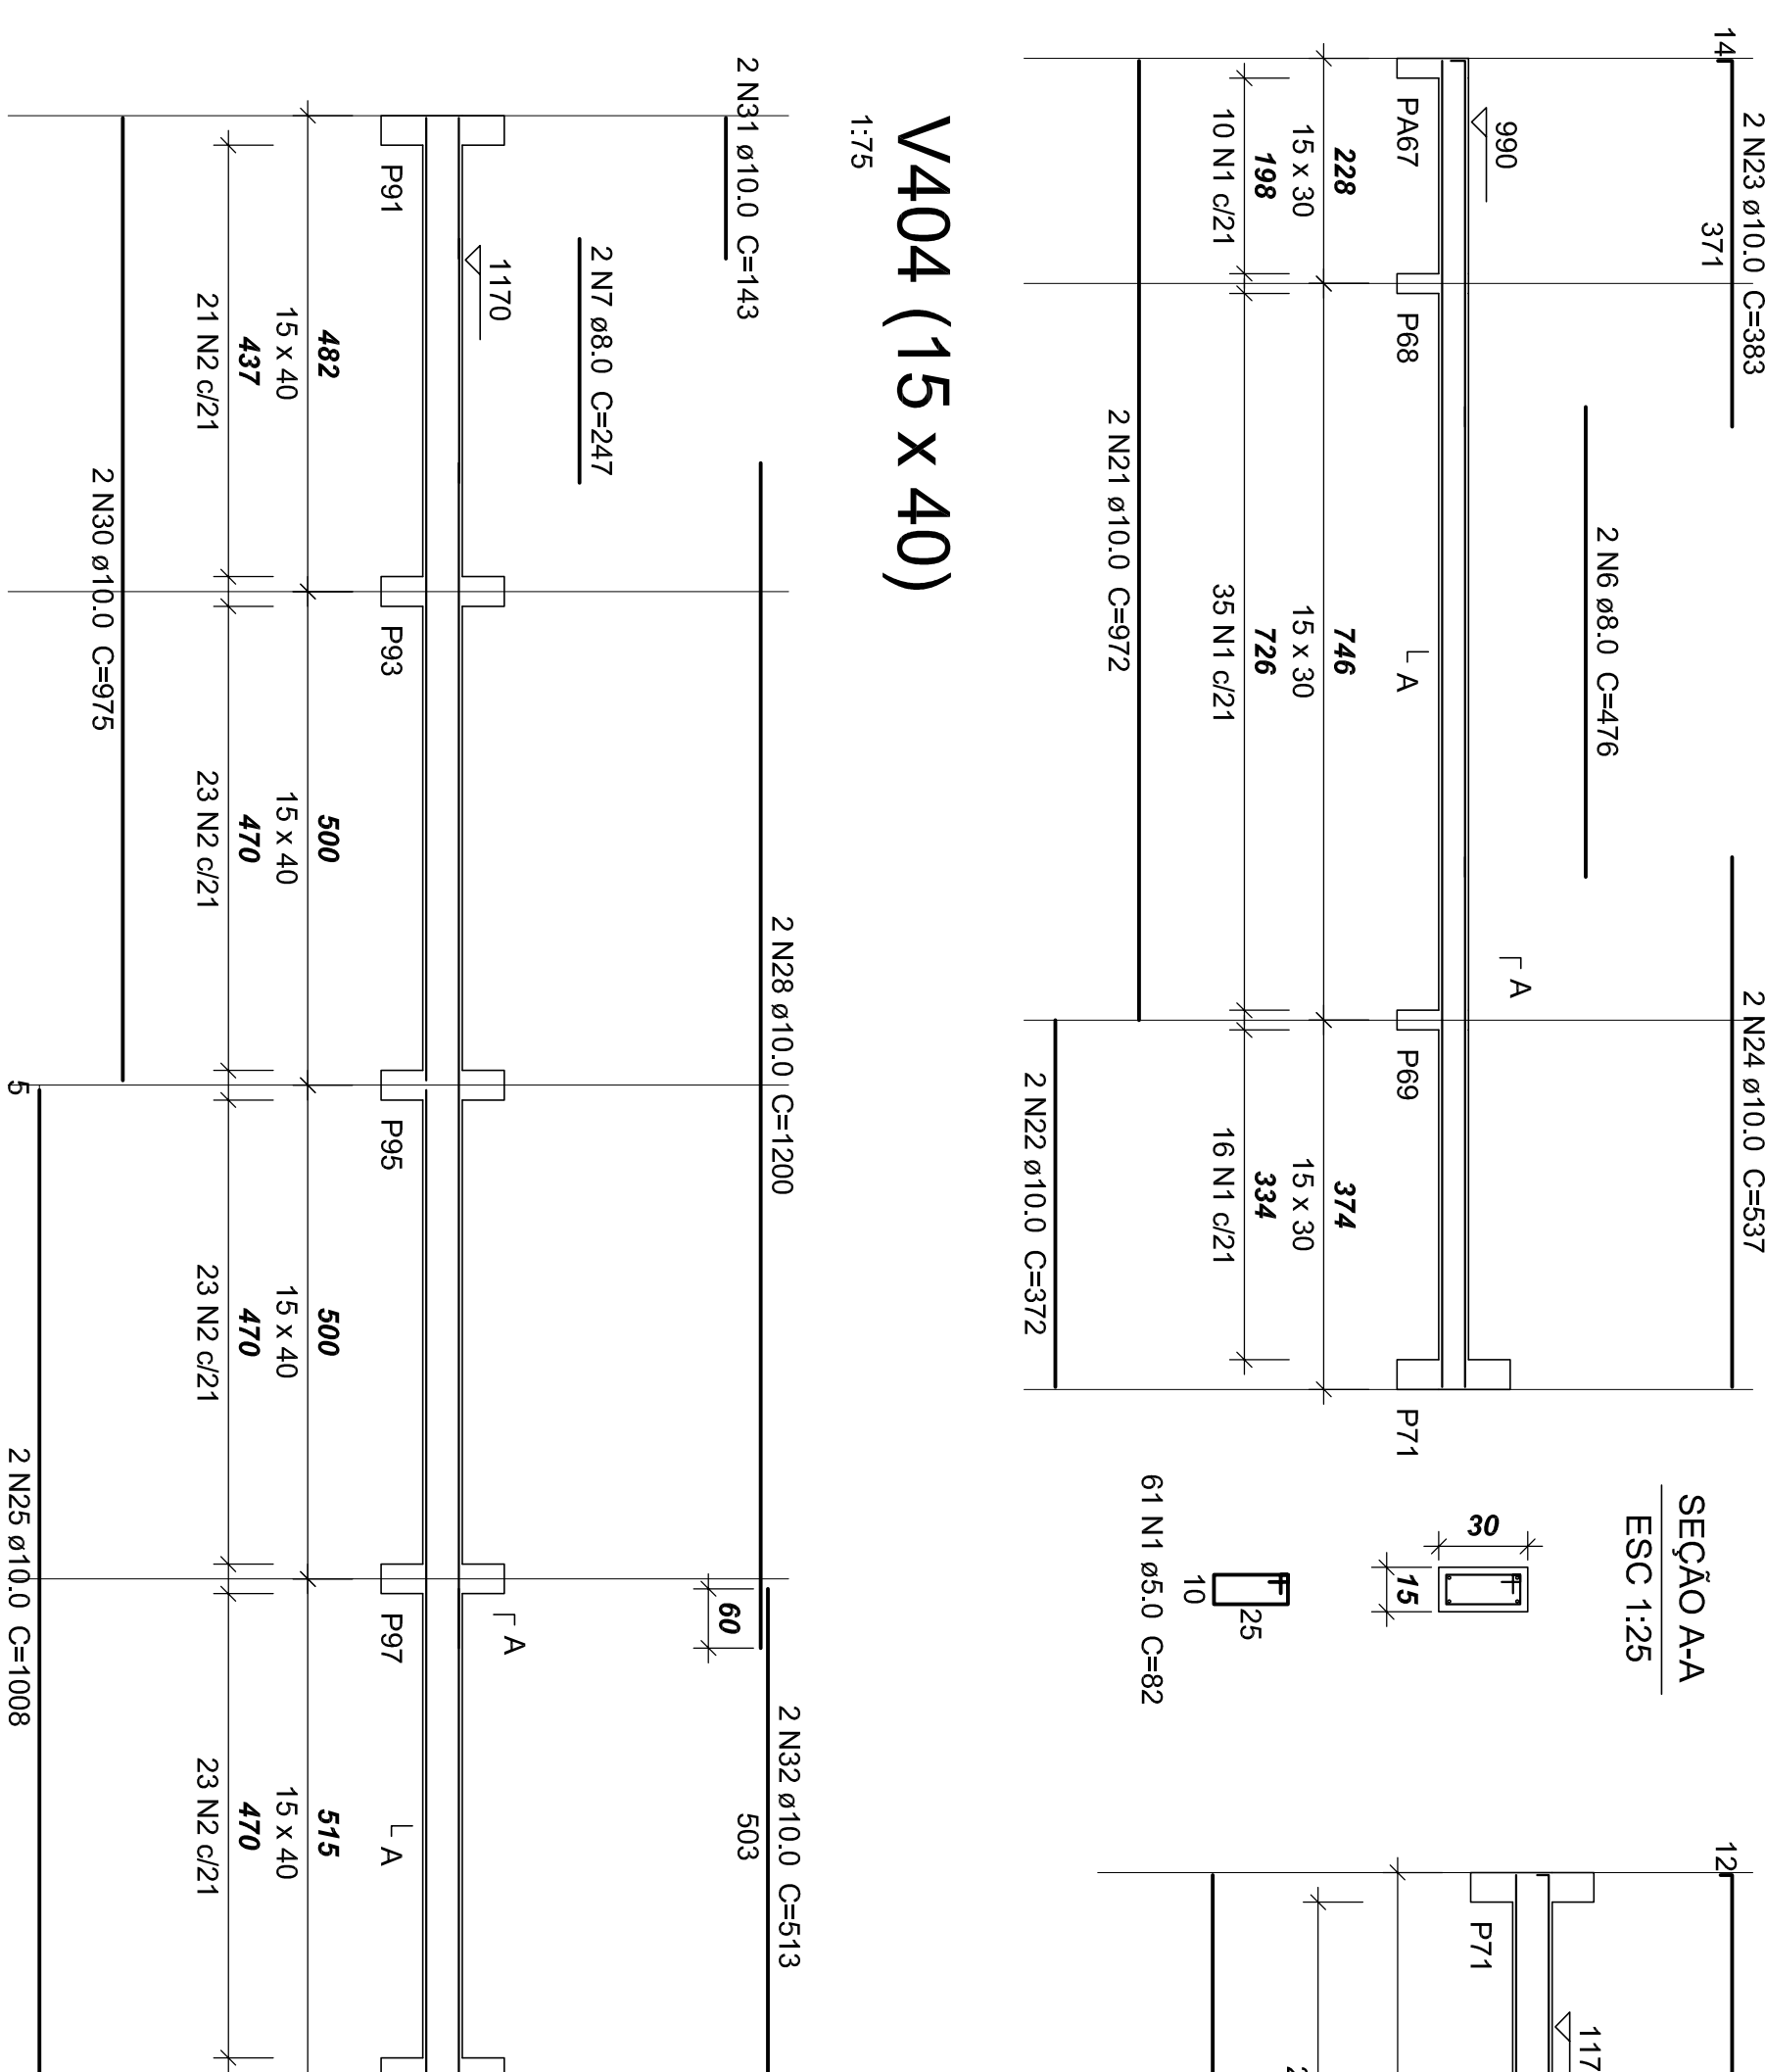 2 N23 ø10.0 C=383
14
371
2 N24 ø10.0 C=537
2 N6 ø8.0 C=476
990
A
PA67
P68
A
P69
P71
228
746
374
15 x 30
15 x 30
15 x 30
198
726
334
10 N1 c/21
35 N1 c/21
16 N1 c/21
2 N21 ø10.0 C=972
2 N22 ø10.0 C=372
SEÇÃO A-A
ESC 1:25
30
15
25
10
61 N1 ø5.0 C=82
12
P71
V404 (15 x 40)
1:75
2 N28 ø10.0 C=1200
2 N32 ø10.0 C=513
503
2 N31 ø10.0 C=143
60
2 N7 ø8.0 C=247
1170
A
P91
P93
P95
P97
A
482
500
500
515
15 x 40
15 x 40
15 x 40
15 x 40
437
470
470
470
21 N2 c/21
23 N2 c/21
23 N2 c/21
23 N2 c/21
2 N30 ø10.0 C=975
5
2 N25 ø10.0 C=1008